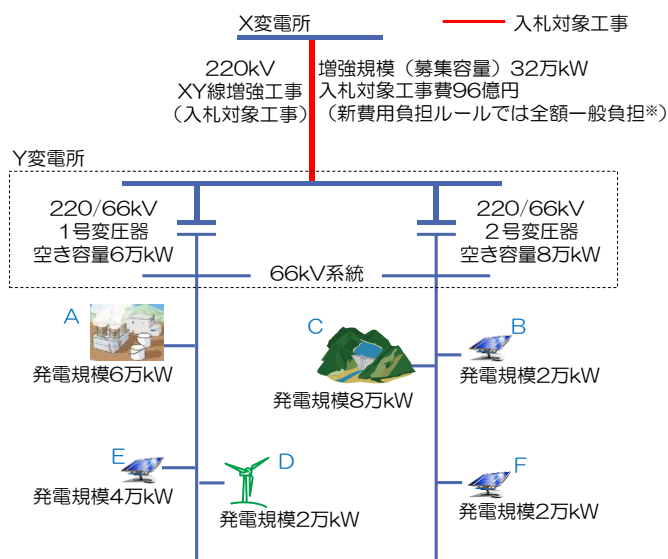 X変電所
入札対象工事
220kV
XY線増強工事
（入札対象工事）
増強規模（募集容量）32万kW
入札対象工事費96億円
（新費用負担ルールでは全額一般負担※）
Y変電所
220/66kV
1号変圧器
空き容量6万kW
220/66kV
2号変圧器
空き容量8万kW
66kV系統
A
発電規模6万kW
C
発電規模8万kW
B
発電規模2万kW
E
発電規模4万kW
D
発電規模2万kW
F
発電規模2万kW